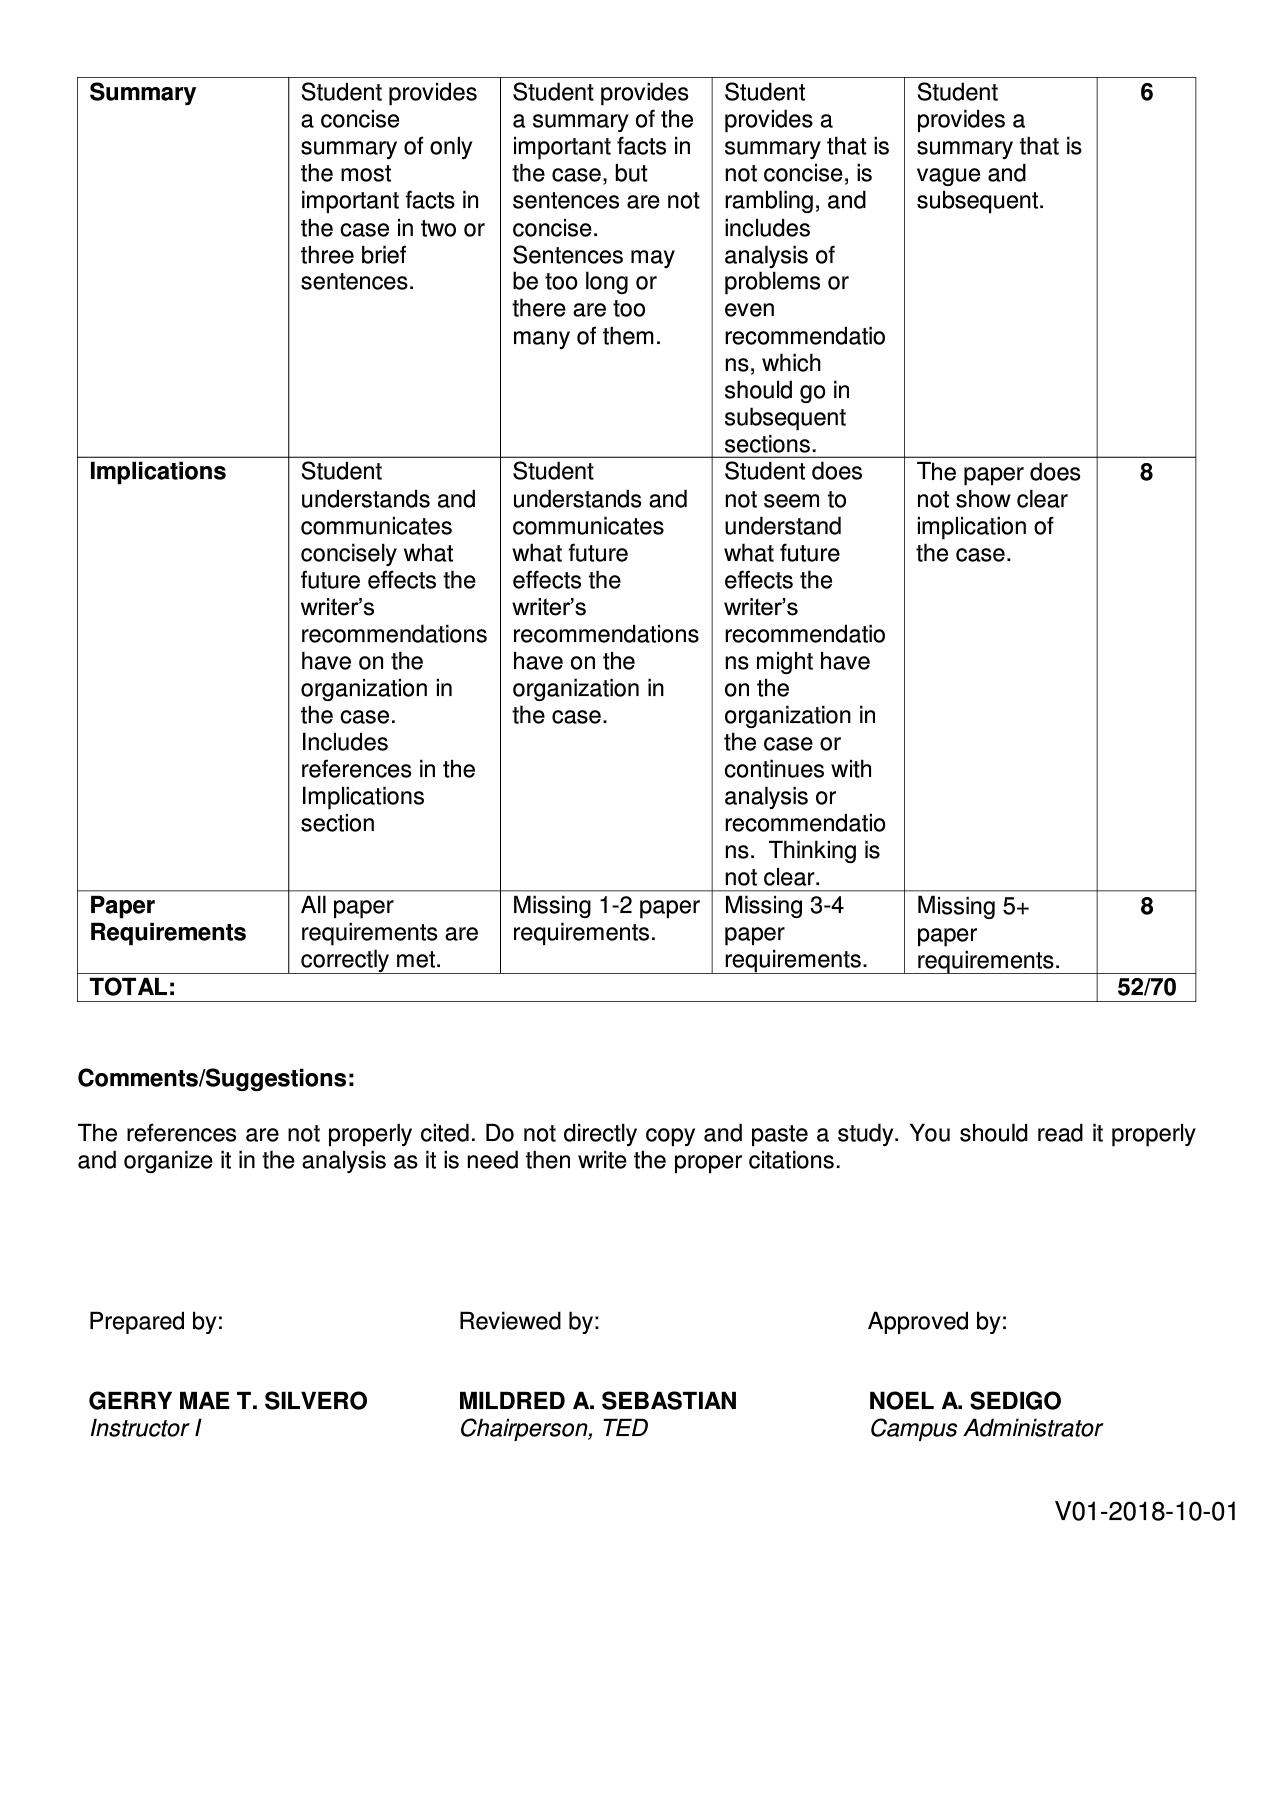 Summary
Student provides
a concise
summary of only
the most
important facts in
the case in two or
three brief
sentences.
Student provides
a summary of the
important facts in
the case, but
sentences are not
concise.
Sentences may
be too long or
there are too
many of them.
Student
provides a
summary that is
not concise, is
rambling, and
includes
analysis of
problems or
even
recommendatio
ns, which
should go in
subsequent
sections.
Student
provides a
summary that is
vague and
subsequent.
6
Implications
Student
understands and
communicates
concisely what
future effects the
writer’s
recommendations
have on the
organization in
the case.
Includes
references in the
Implications
section
Student
understands and
communicates
what future
effects the
writer’s
recommendations
have on the
organization in
the case.
Student does
not seem to
understand
what future
effects the
writer’s
recommendatio
ns might have
on the
organization in
the case or
continues with
analysis or
recommendatio
ns.  Thinking is
not clear.
The paper does
not show clear
implication of
the case.
8
Paper
Requirements
All paper
requirements are
correctly met.
Missing 1-2 paper
requirements.
Missing 3-4
paper
requirements.
Missing 5+
paper
requirements.
8
TOTAL:
52/70
Comments/Suggestions:
The references are not properly cited. Do not directly copy and paste a study. You should read it properly
and organize it in the analysis as it is need then write the proper citations.
Prepared by:
Reviewed by:
Approved by:
GERRY MAE T. SILVERO
MILDRED A. SEBASTIAN
NOEL A. SEDIGO
Instructor I
Chairperson, TED
Campus Administrator
V01-2018-10-01